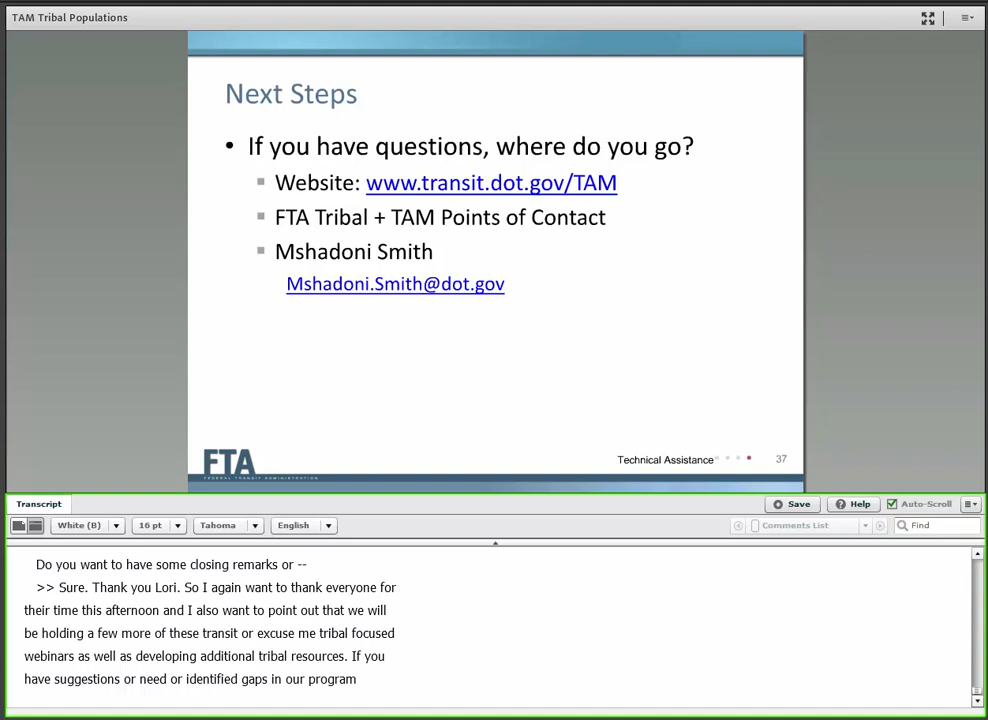 TAM Tribal Populations
Next Steps
• If you have questions, where do you go?
Website: www.transit.dot.gov/TAM
FTA Tribal + TAM Points of Contact
Mshadoni Smith
Mshadoni.Smith@dot.gov
FTA
FEDERAL TRANSIT ADMINISTRATION
Technical Assistance
37
Transcript
Save
Help
Auto-Scroll
White (B)
16 pt
Tahoma
English
Comments List
Find
Do you want to have some closing remarks or --
>> Sure. Thank you Lori. So I again want to thank everyone for
their time this afternoon and I also want to point out that we will
be holding a few more of these transit or excuse me tribal focused
webinars as well as developing additional tribal resources. If you
have suggestions or need or identified gaps in our program